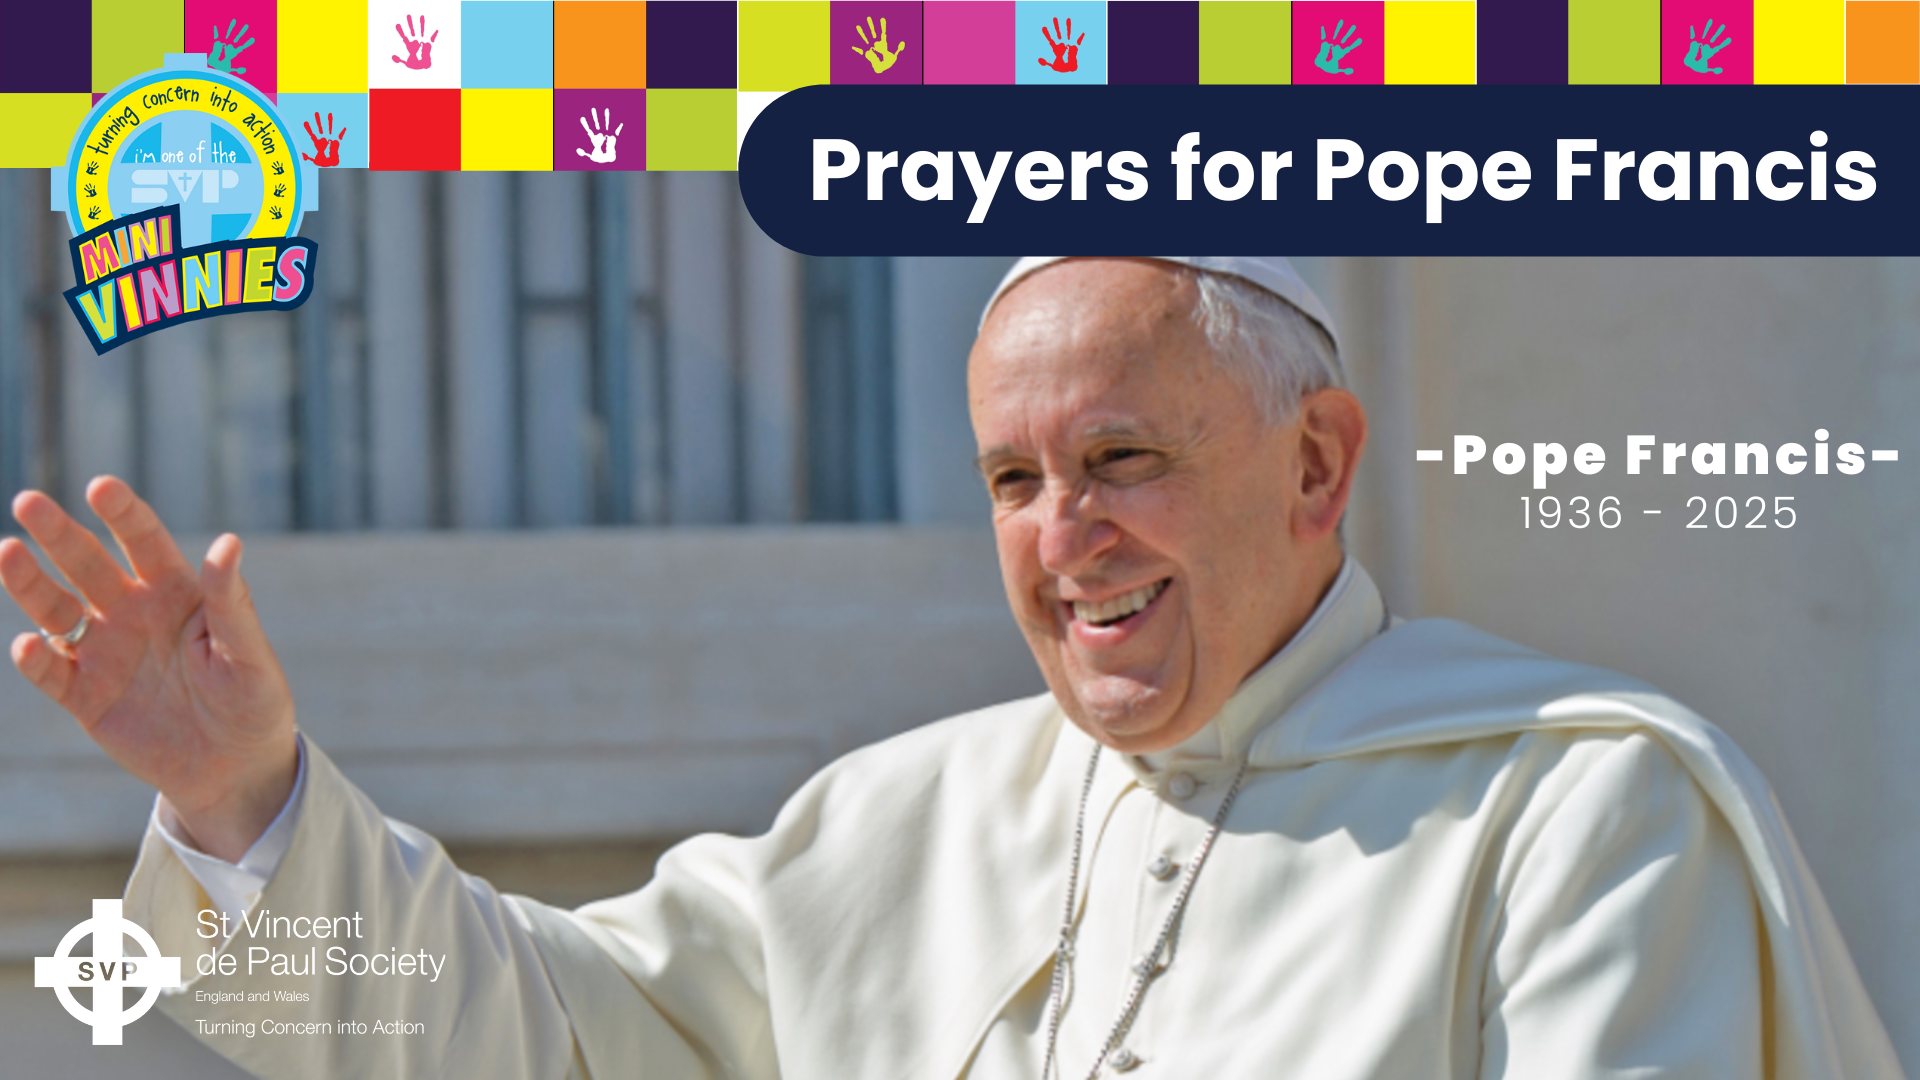 turning concern into action
i'm one of the
SVP
MINI
VINNIES
Prayers for Pope Francis
-Pope Francis-
1936 - 2025
SVP
St Vincent
de Paul Society
England and Wales
Turning Concern into Action